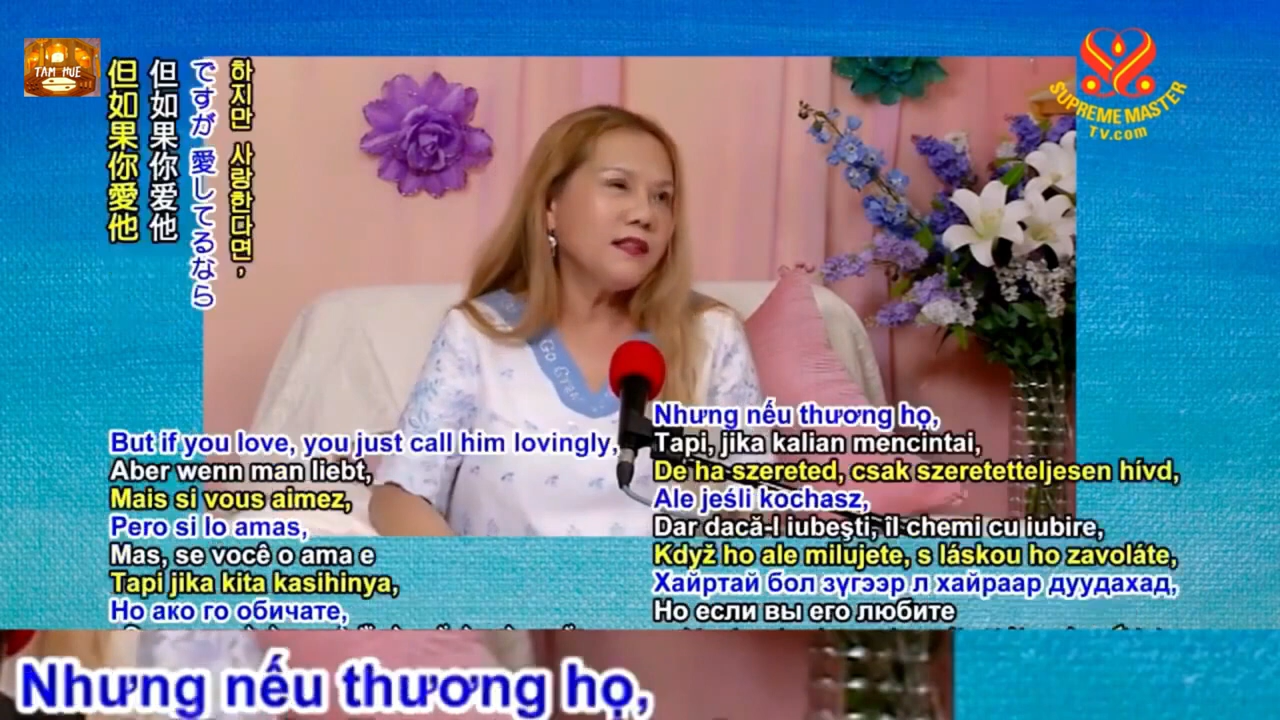 TAM HUE
하지만 사랑한다면,
ですが 愛してるなら
但如果你爱他
但如果你愛他
SUPREME MASTER
TV.com
Go Gree
But if you love, you just call him lovingly,
Aber wenn man liebt,
Mais si vous aimez,
Pero si lo amas,
Mas, se você o ama e
Tapi jika kita kasihinya,
Но ако го обичате,
Nhưng nếu thương họ,
Tapi, jika kalian mencintai,
De ha szereted, csak szeretetteljesen hívd,
Ale jeśli kochasz,
Dar dacă-l iubeşti, îl chemi cu iubire,
Když ho ale milujete, s láskou ho zavoláte,
Хайртай бол зүгээр л хайраар дуудахад,
Но если вы его любите
Nhưng nếu thương họ,